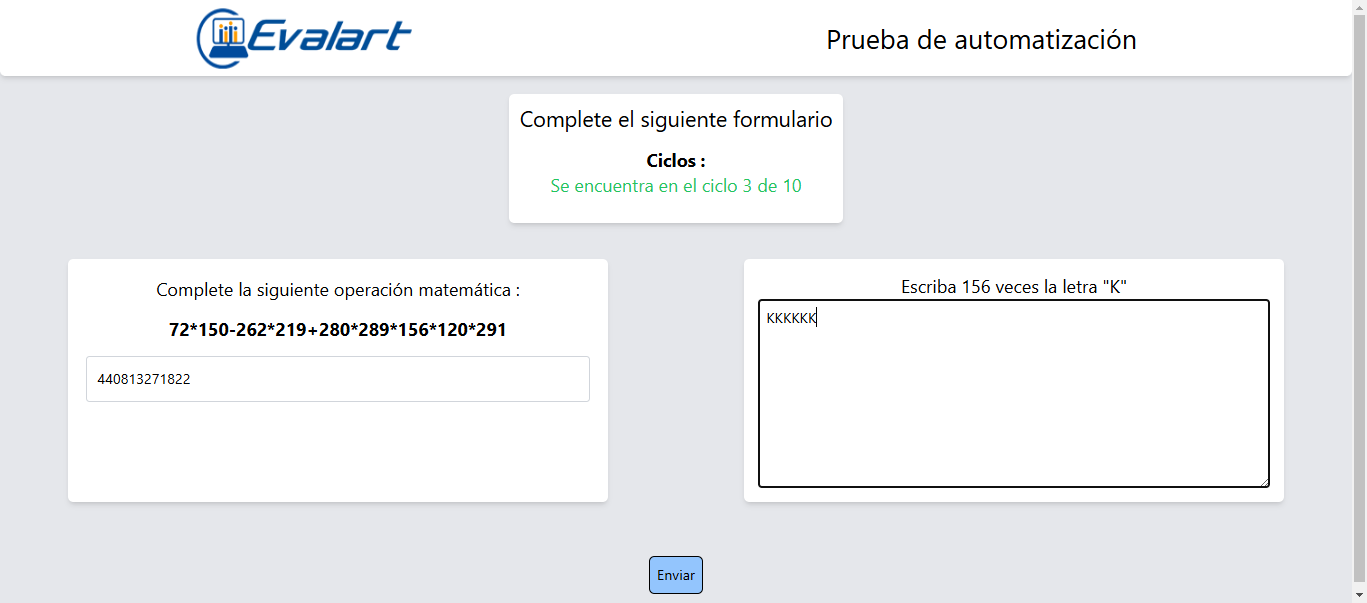 Evalart
Prueba de automatización
Complete el siguiente formulario
Ciclos :
Se encuentra en el ciclo 3 de 10
Complete la siguiente operación matemática :
72*150-262*219+280*289*156*120*291
440813271822
Escriba 156 veces la letra "K"
KKKKKK
Enviar